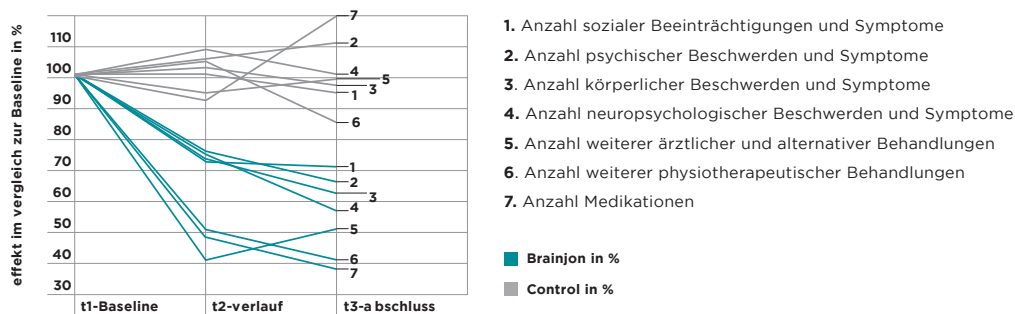 effekt im vergleich zur Baseline in %
110
100
90
80
70
60
50
40
30
7
2
4
5
3
1
6
1
2
3
4
5
6
7
t1-Baseline
t2-verlauf
t3-a bschluss
1. Anzahl sozialer Beeinträchtigungen und Symptome
2. Anzahl psychischer Beschwerden und Symptome
3. Anzahl körperlicher Beschwerden und Symptome
4. Anzahl neuropsychologischer Beschwerden und Symptome
5. Anzahl weiterer ärztlicher und alternativer Behandlungen
6. Anzahl weiterer physiotherapeutischer Behandlungen
7. Anzahl Medikationen
Brainjon in %
Control in %